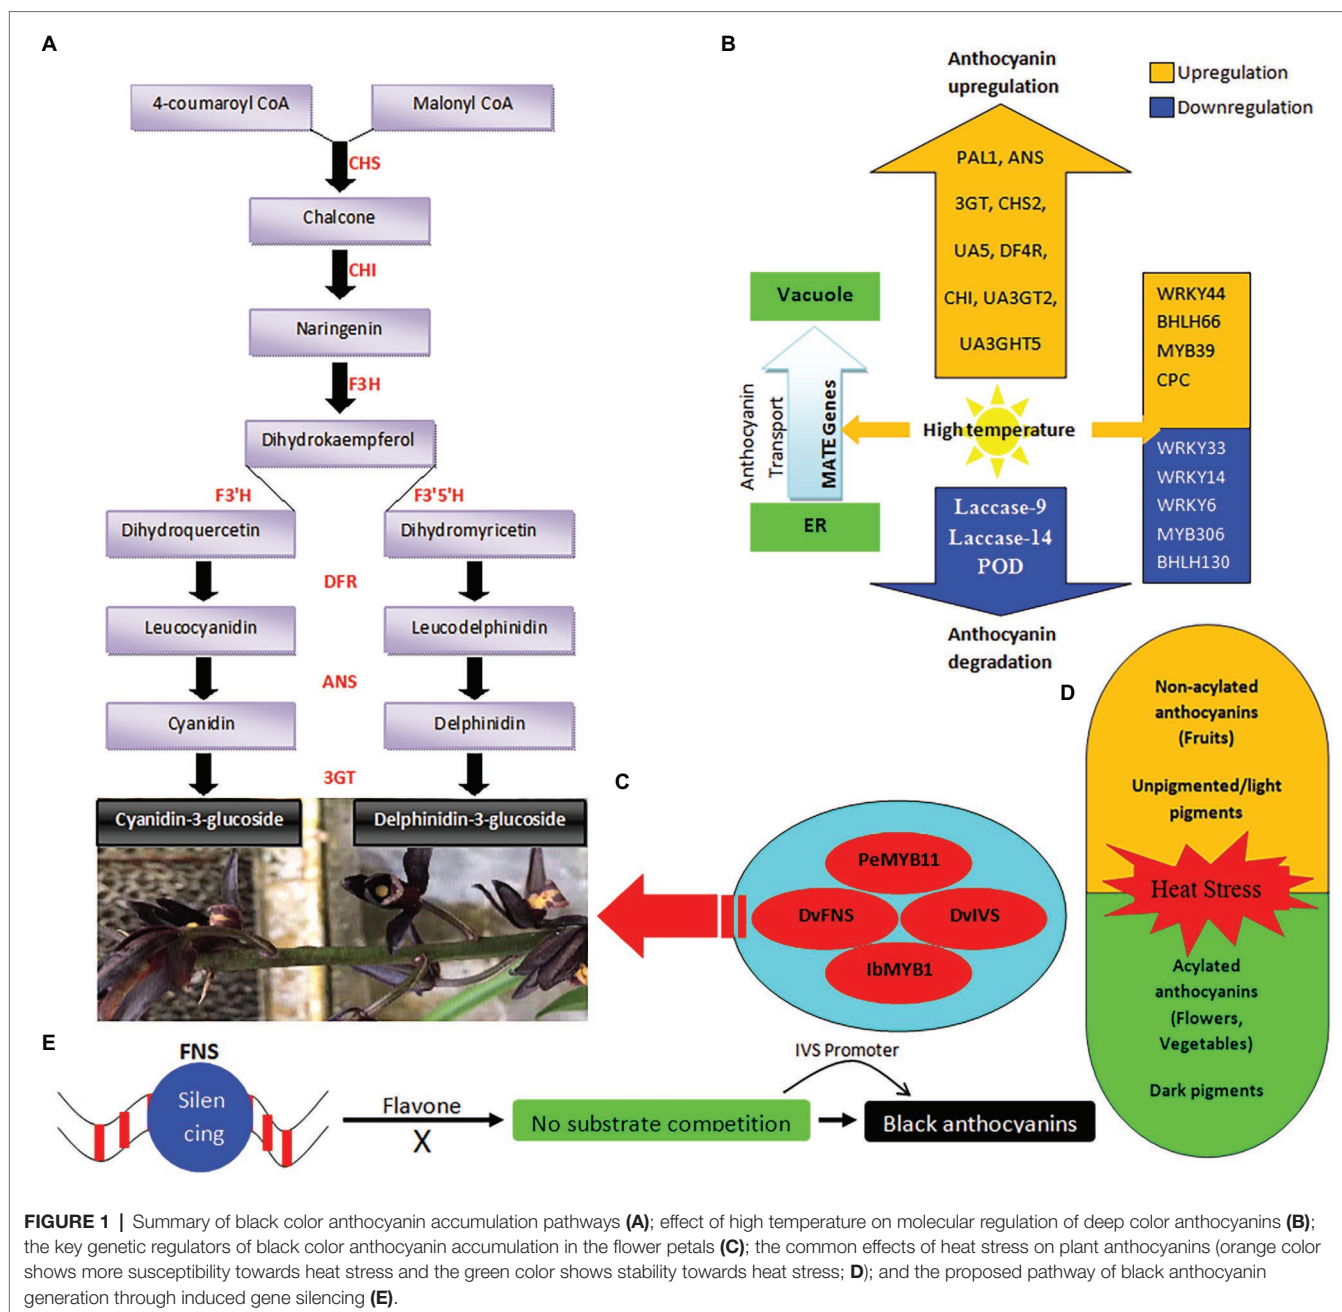 A
4-coumaroyl CoA
Malonyl CoA
CHS
Chalcone
CHI
Naringenin
F3H
Dihydrokaempferol
F3'H
F3'5'H
Dihydroquercetin
Dihydromyricetin
DFR
Leucocyanidin
Leucodelphinidin
ANS
Cyanidin
Delphinidin
3GT
Cyanidin-3-glucoside
Delphinidin-3-glucoside
B
Anthocyanin
upregulation
Upregulation
Downregulation
PAL1, ANS
3GT, CHS2,
UA5, DF4R,
CHI, UA3GT2,
UA3GHT5
Vacuole
Anthocyanin
Transport
MATE Genes
ER
High temperature
WRKY44
BHLH66
MYB39
CPC
WRKY33
WRKY14
WRKY6
MYB306
BHLH130
Laccase-9
Laccase-14
POD
Anthocyanin
degradation
C
PeMYB11
DvFNS
DvIVS
IbMYB1
D
Non-acylated
anthocyanins
(Fruits)
Unpigmented/light
pigments
Heat Stress
Acylated
anthocyanins
(Flowers,
Vegetables)
Dark pigments
E
FNS
Silen
cing
Flavone
X
No substrate competition
IVS Promoter
Black anthocyanins
FIGURE 1 | Summary of black color anthocyanin accumulation pathways (A); effect of high temperature on molecular regulation of deep color anthocyanins (B);
the key genetic regulators of black color anthocyanin accumulation in the flower petals (C); the common effects of heat stress on plant anthocyanins (orange color
shows more susceptibility towards heat stress and the green color shows stability towards heat stress; D); and the proposed pathway of black anthocyanin
generation through induced gene silencing (E).